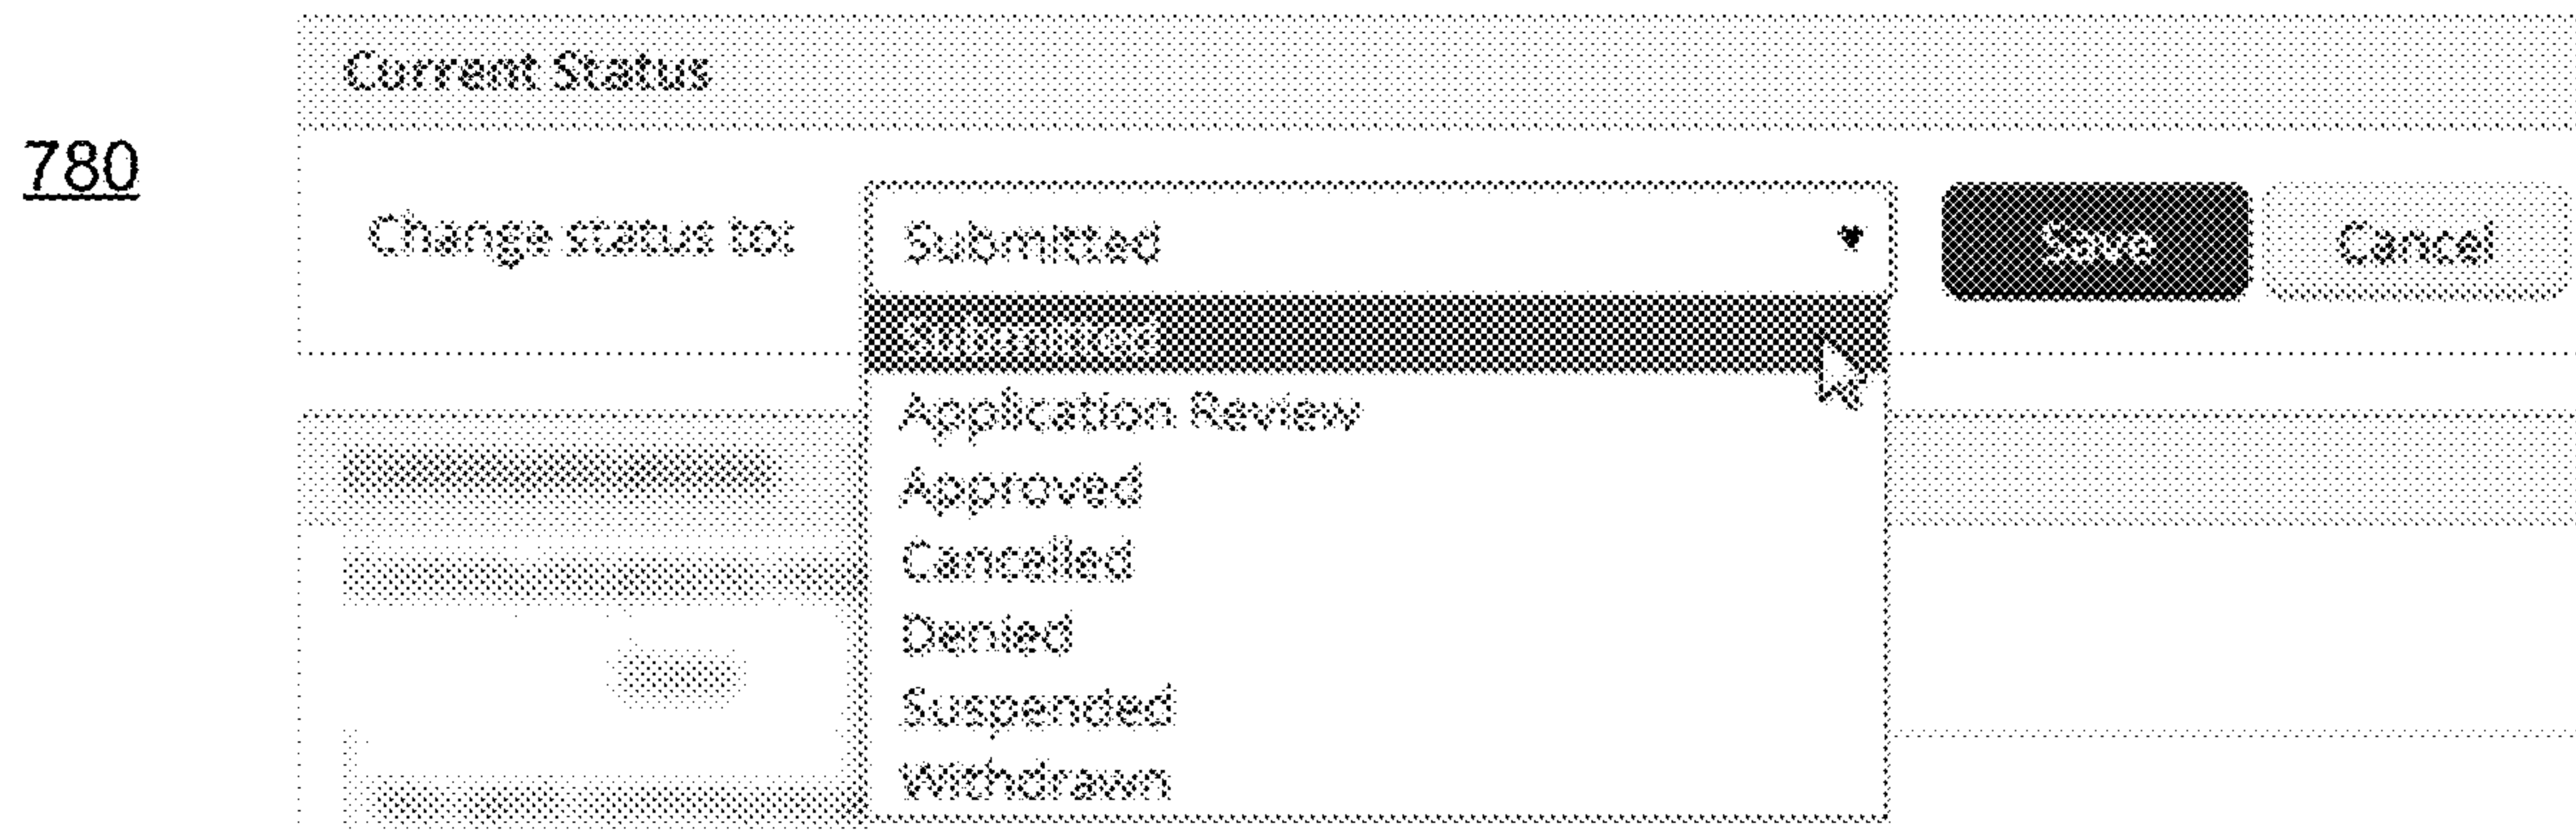 Current Status
780
Change status to: Submitted Save Cancel
Submitted
Application Review
Approved
Cancelled
Denied
Suspended
Withdrawn